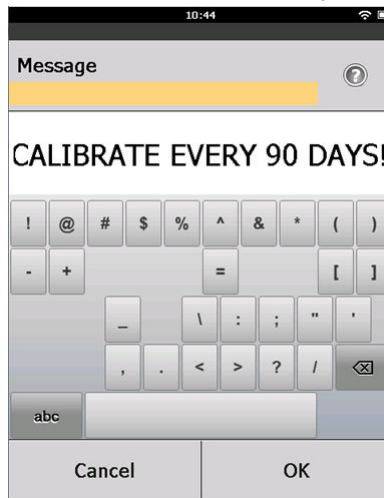 10:44
Message
?
CALIBRATE EVERY 90 DAYS!
! @ # $ % ^ & * ( )
- + = [ ]
_ \ : ; " '
, . < > ? /
abc
Cancel OK